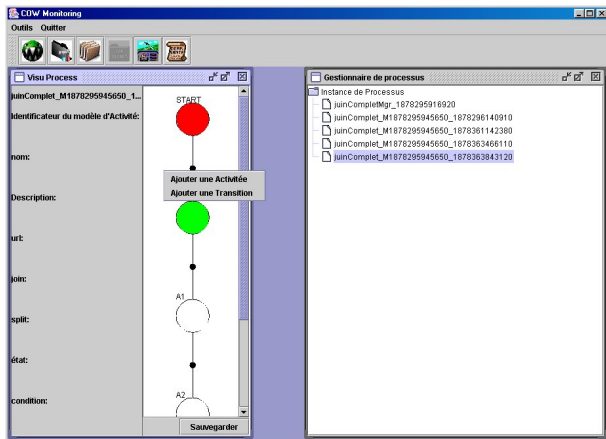 COW Monitoring
Outils Quitter
Visu Process
juinComplet_M1878295945650_1...
Identificateur du modèle d'Activité:
nom:
Description:
url:
join:
split:
état:
condition:
START
Ajouter une Activitée
Ajouter une Transition
A1
A2
Sauvegarder
Gestionnaire de processus
Instance de Processus
juinCompletMgr_1878295916920
juinComplet_M1878295945650_1878296140910
juinComplet_M1878295945650_1878361142380
juinComplet_M1878295945650_1878363466110
juinComplet_M1878295945650_1878363843120